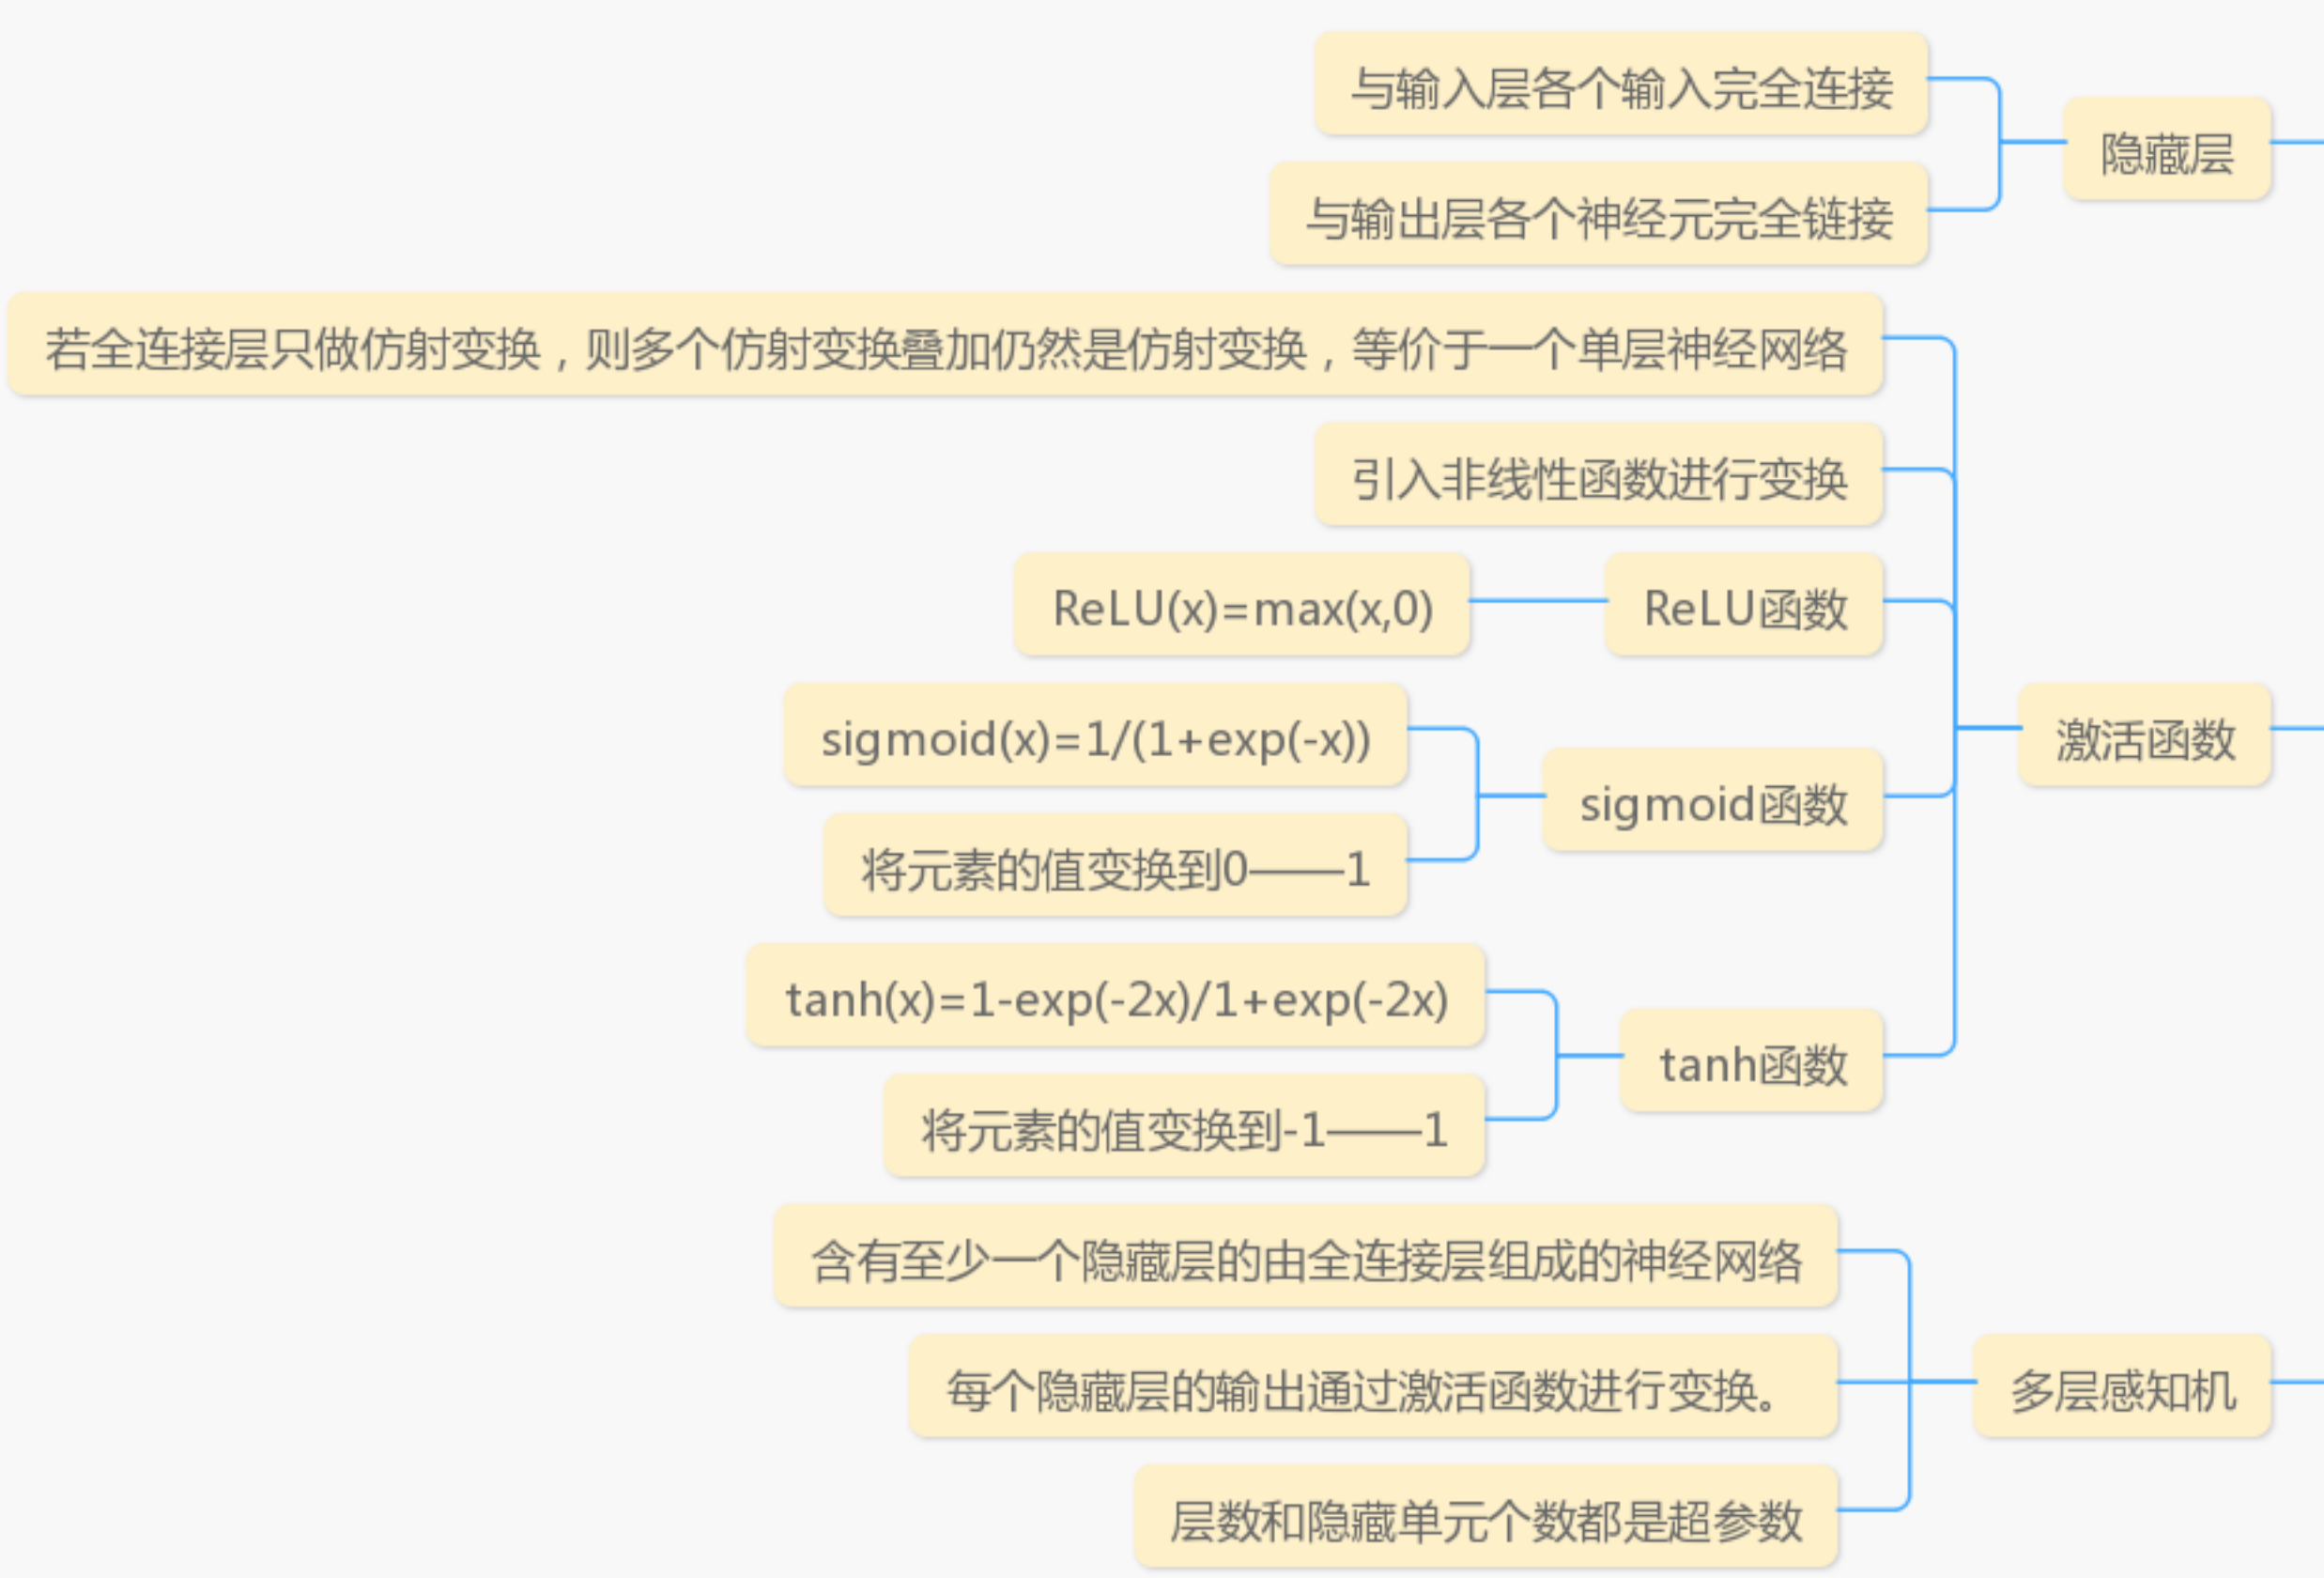 与输入层各个输入完全连接
隐藏层
与输出层各个神经元完全链接
若全连接层只做仿射变换，则多个仿射变换叠加仍然是仿射变换，等价于一个单层神经网络
引入非线性函数进行变换
ReLU(x)=max(x,0)
ReLU函数
sigmoid(x)=1/(1+exp(-x))
激活函数
sigmoid函数
将元素的值变换到0——1
tanh(x)=1-exp(-2x)/1+exp(-2x)
tanh函数
将元素的值变换到-1——1
含有至少一个隐藏层的由全连接层组成的神经网络
每个隐藏层的输出通过激活函数进行变换。
多层感知机
层数和隐藏单元个数都是超参数